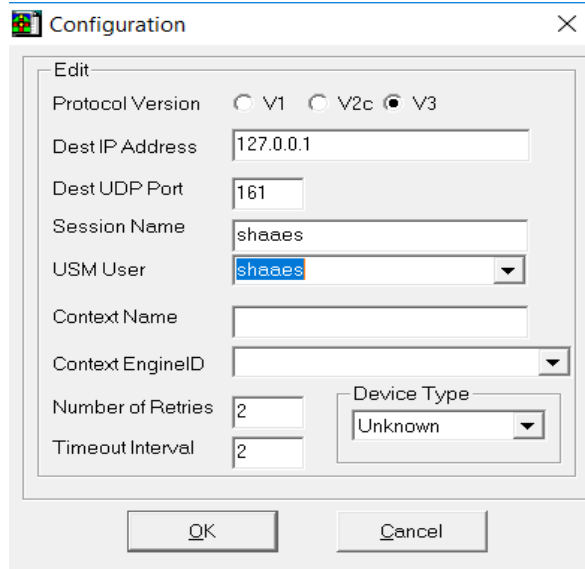 Configuration
Edit
Protocol Version V1 V2c V3
Dest IP Address 127.0.0.1
Dest UDP Port 161
Session Name shaaes
USM User shaaes
Context Name
Context EngineID
Number of Retries 2
Device Type
Unknown
Timeout Interval 2
OK Cancel